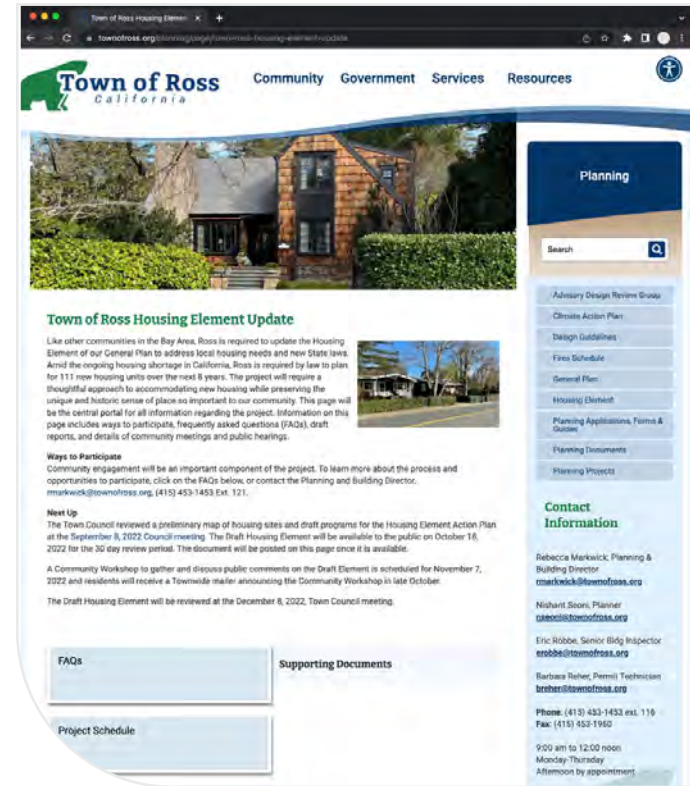 Town of Ross Housing Elemen
townofross.org/planning/page/town-ross-housing-element-update
Town of Ross
California
Community Government Services Resources
Planning
Search
Advisory Design Review Group
Climate Action Plan
Design Guidelines
Fees Schedule
General Plan
Housing Element
Planning Applications, Forms &
Guides
Planning Documents
Planning Projects
Town of Ross Housing Element Update
Like other communities in the Bay Area, Ross is required to update the Housing
Element of our General Plan to address local housing needs and new State laws.
Amid the ongoing housing shortage in California, Ross is required by law to plan
for 111 new housing units over the next 8 years. The project will require a
thoughtful approach to accommodating new housing while preserving the
unique and historic sense of place so important to our community. This page will
be the central portal for all information regarding the project. Information on this
page includes ways to participate, frequently asked questions (FAQs), draft
reports, and details of community meetings and public hearings.
Ways to Participate
Community engagement will be an important component of the project. To learn more about the process and
opportunities to participate, click on the FAQs below, or contact the Planning and Building Director.
rmarkwick@townofross.org, (415) 453-1453 Ext. 121.
Next Up
The Town Council reviewed a preliminary map of housing sites and draft programs for the Housing Element Action Plan
at the September 8, 2022 Council meeting. The Draft Housing Element will be available to the public on October 18,
2022 for the 30 day review period. The document will be posted on this page once it is available.
A Community Workshop to gather and discuss public comments on the Draft Element is scheduled for November 7,
2022 and residents will receive a Townwide mailer announcing the Community Workshop in late October.
The Draft Housing Element will be reviewed at the December 8, 2022, Town Council meeting.
FAQs
Supporting Documents
Project Schedule
Contact
Information
Rebecca Markwick, Planning &
Building Director
rmarkwick@townofross.org
Nishant Seoni, Planner
nseoni@townofross.org
Eric Robbe, Senior Bldg Inspector
erobbe@townofross.org
Barbara Reher, Permit Technician
breher@townofross.org
Phone: (415) 453-1453 ext. 116
Fax: (415) 453-1950
9:00 am to 12:00 noon
Monday-Thursday
Afternoon by appointment